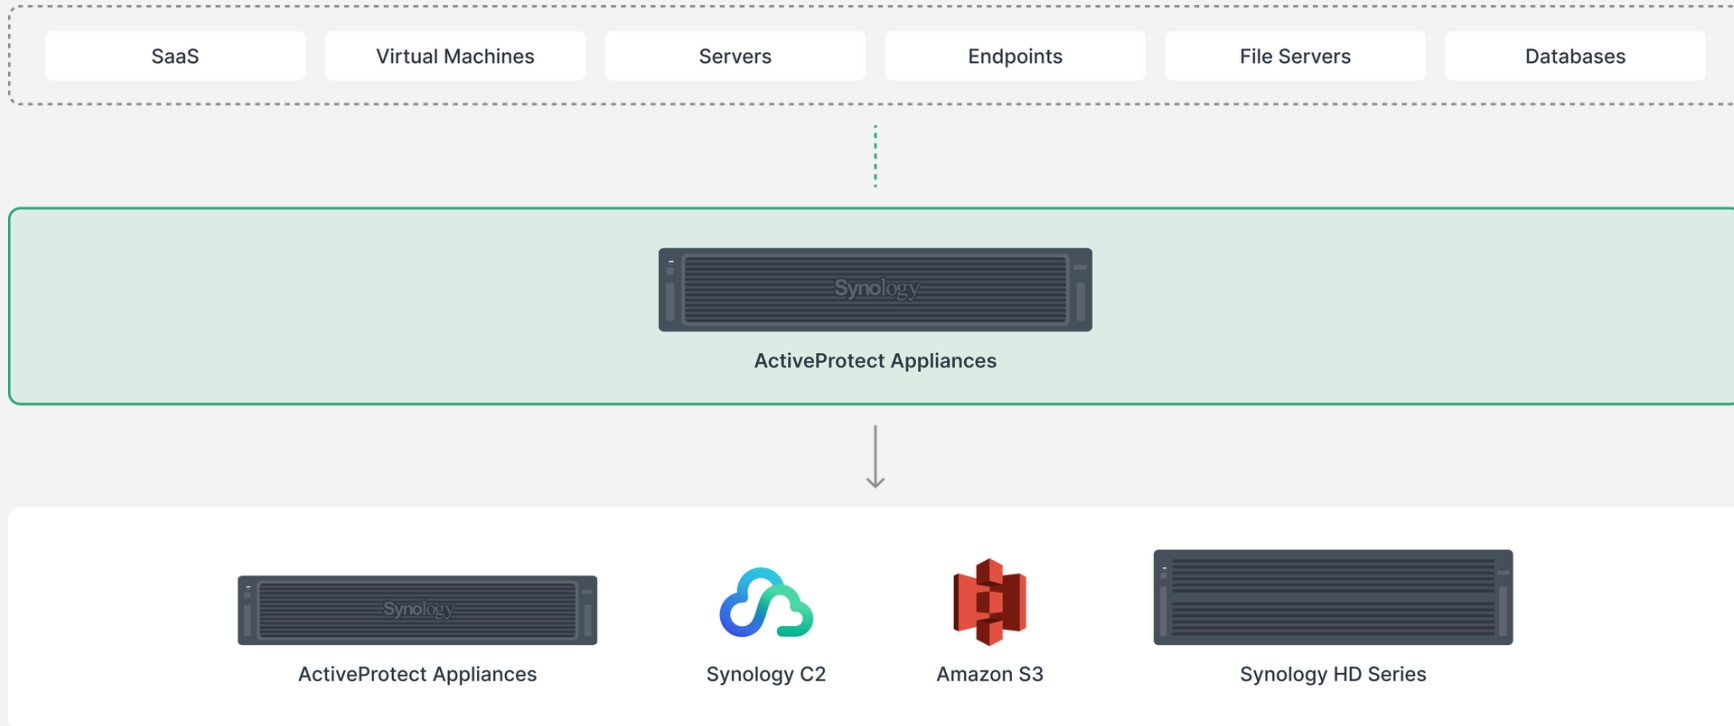 SaaS
Virtual Machines
Servers
Endpoints
File Servers
Databases
Synology
ActiveProtect Appliances
Synology
ActiveProtect Appliances
Synology C2
Amazon S3
Synology HD Series